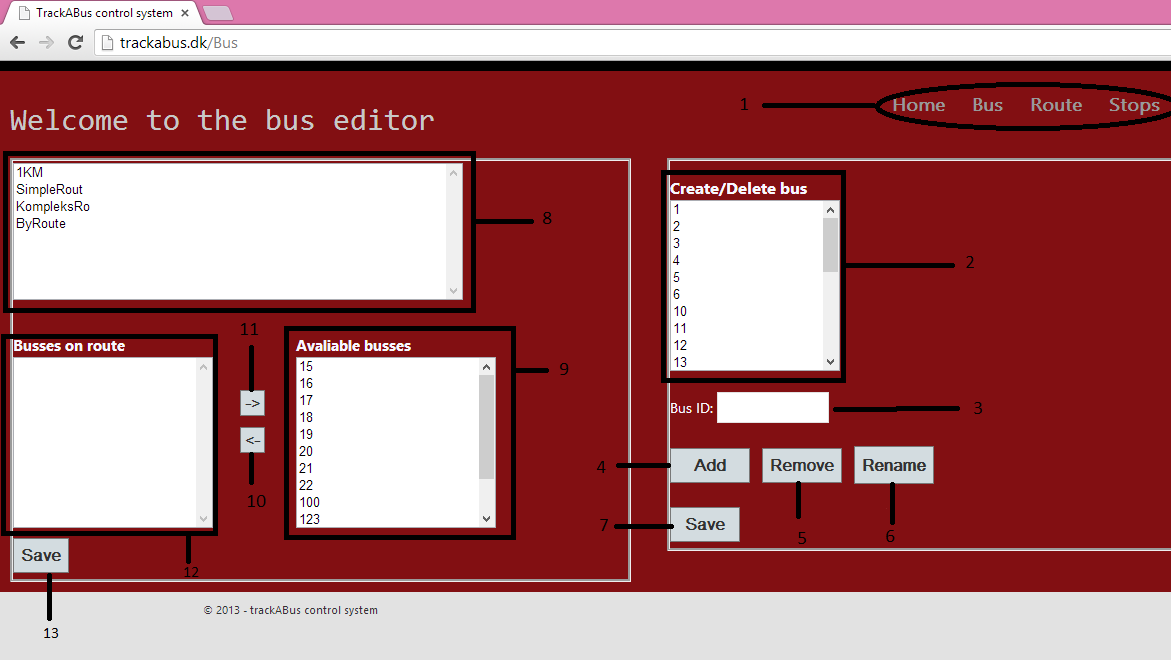 TrackABus control system
trackabus.dk/Bus
Welcome to the bus editor
1
Home Bus Route Stops
1KM
SimpleRout
KompleksRo
ByRoute
8
Create/Delete bus
1
2
3
4
5
6
10
11
12
13
2
Busses on route
11
->
<-
10
Avaliable busses
15
16
17
18
19
20
21
22
100
123
9
Bus ID:
3
4
Add Remove Rename
7
Save
5
6
Save
12
13
© 2013 - trackABus control system